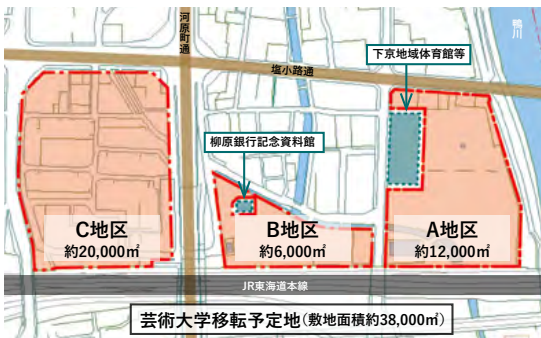 河原町通
鴨川
下京地域体育館等
塩小路通
柳原銀行記念資料館
C地区
約20,000㎡
B地区
約6,000㎡
A地区
約12,000㎡
JR東海道本線
芸術大学移転予定地(敷地面積約38,000㎡)